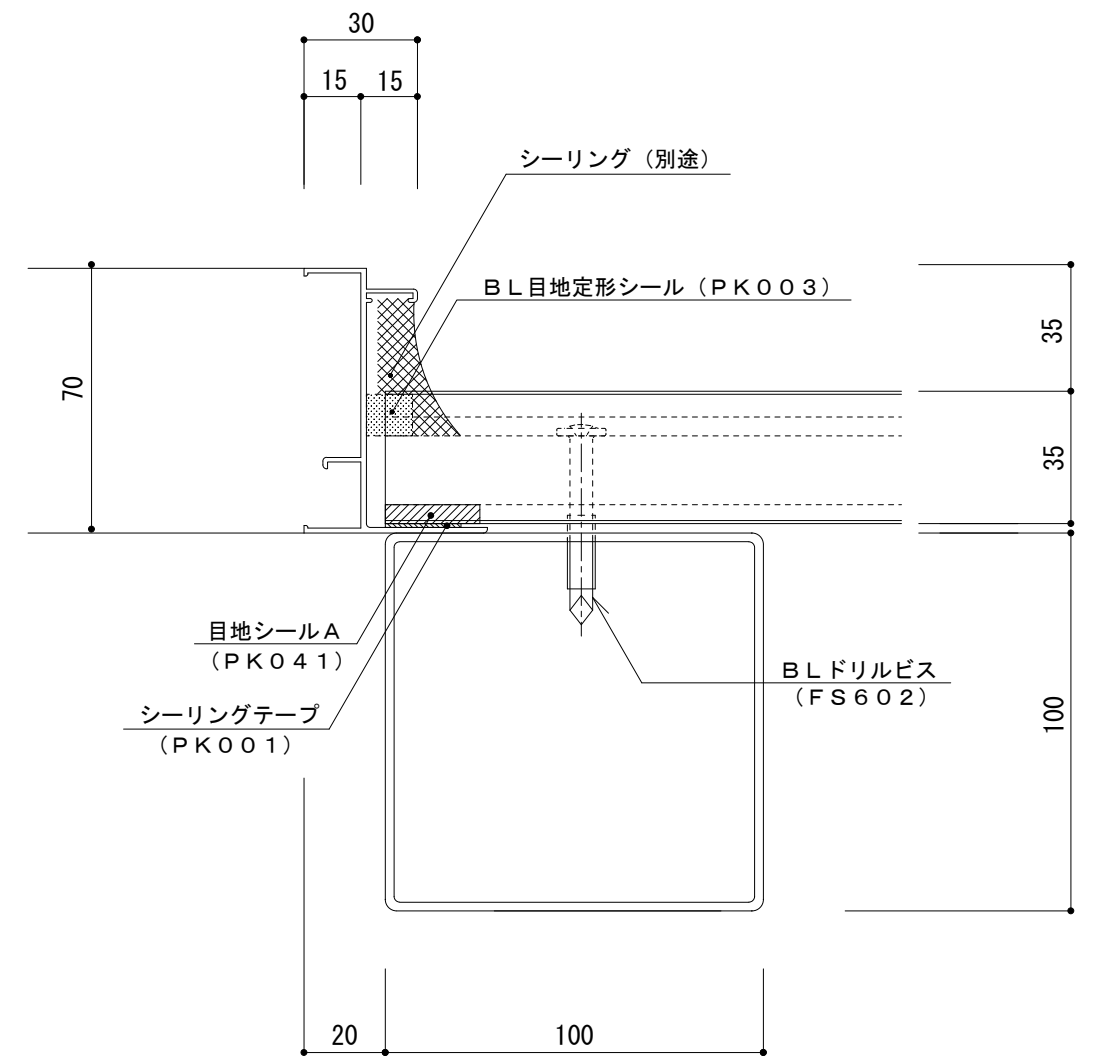 30
15 15
シーリング（別途）
ＢＬ目地定形シール（ＰＫ００３）
70
35
35
目地シールＡ
（ＰＫ０４１）
シーリングテープ
（ＰＫ００１）
ＢＬドリルビス
（ＦＳ６０２）
100
20
100